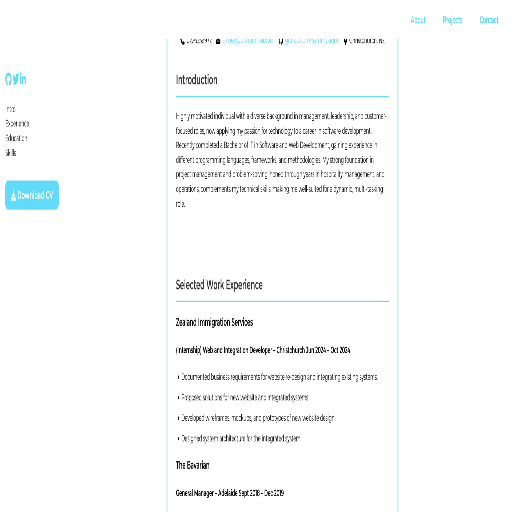 About Projects Contact
Christchurch, NZ
Intro
Experience
Education
Skills
Download CV
Introduction
Highly motivated individual with a diverse background in management, leadership, and customer-
focused roles, now applying my passion for technology to a career in software development.
Recently completed a Bachelor of IT in Software and Web Development, gaining experience in
different programming languages, frameworks, and methodologies. My strong foundation in
project management and problem-solving, honed through years in hospitality management, and
operations, complements my technical skills, making me well-suited for a dynamic, multi-tasking
role.
Selected Work Experience
Zealand Immigration Services
(Internship) Web and Integration Developer - Christchurch Jun 2024 - Oct 2024
• Documented business requirements for website re-design and integrating existing systems.
• Proposed solutions for new website and integrated systems
• Developed wireframes, mockups, and prototypes of new website design
• Designed system architecture for the integrated system
The Bavarian
General Manager - Adelaide Sept 2018 - Dec 2019